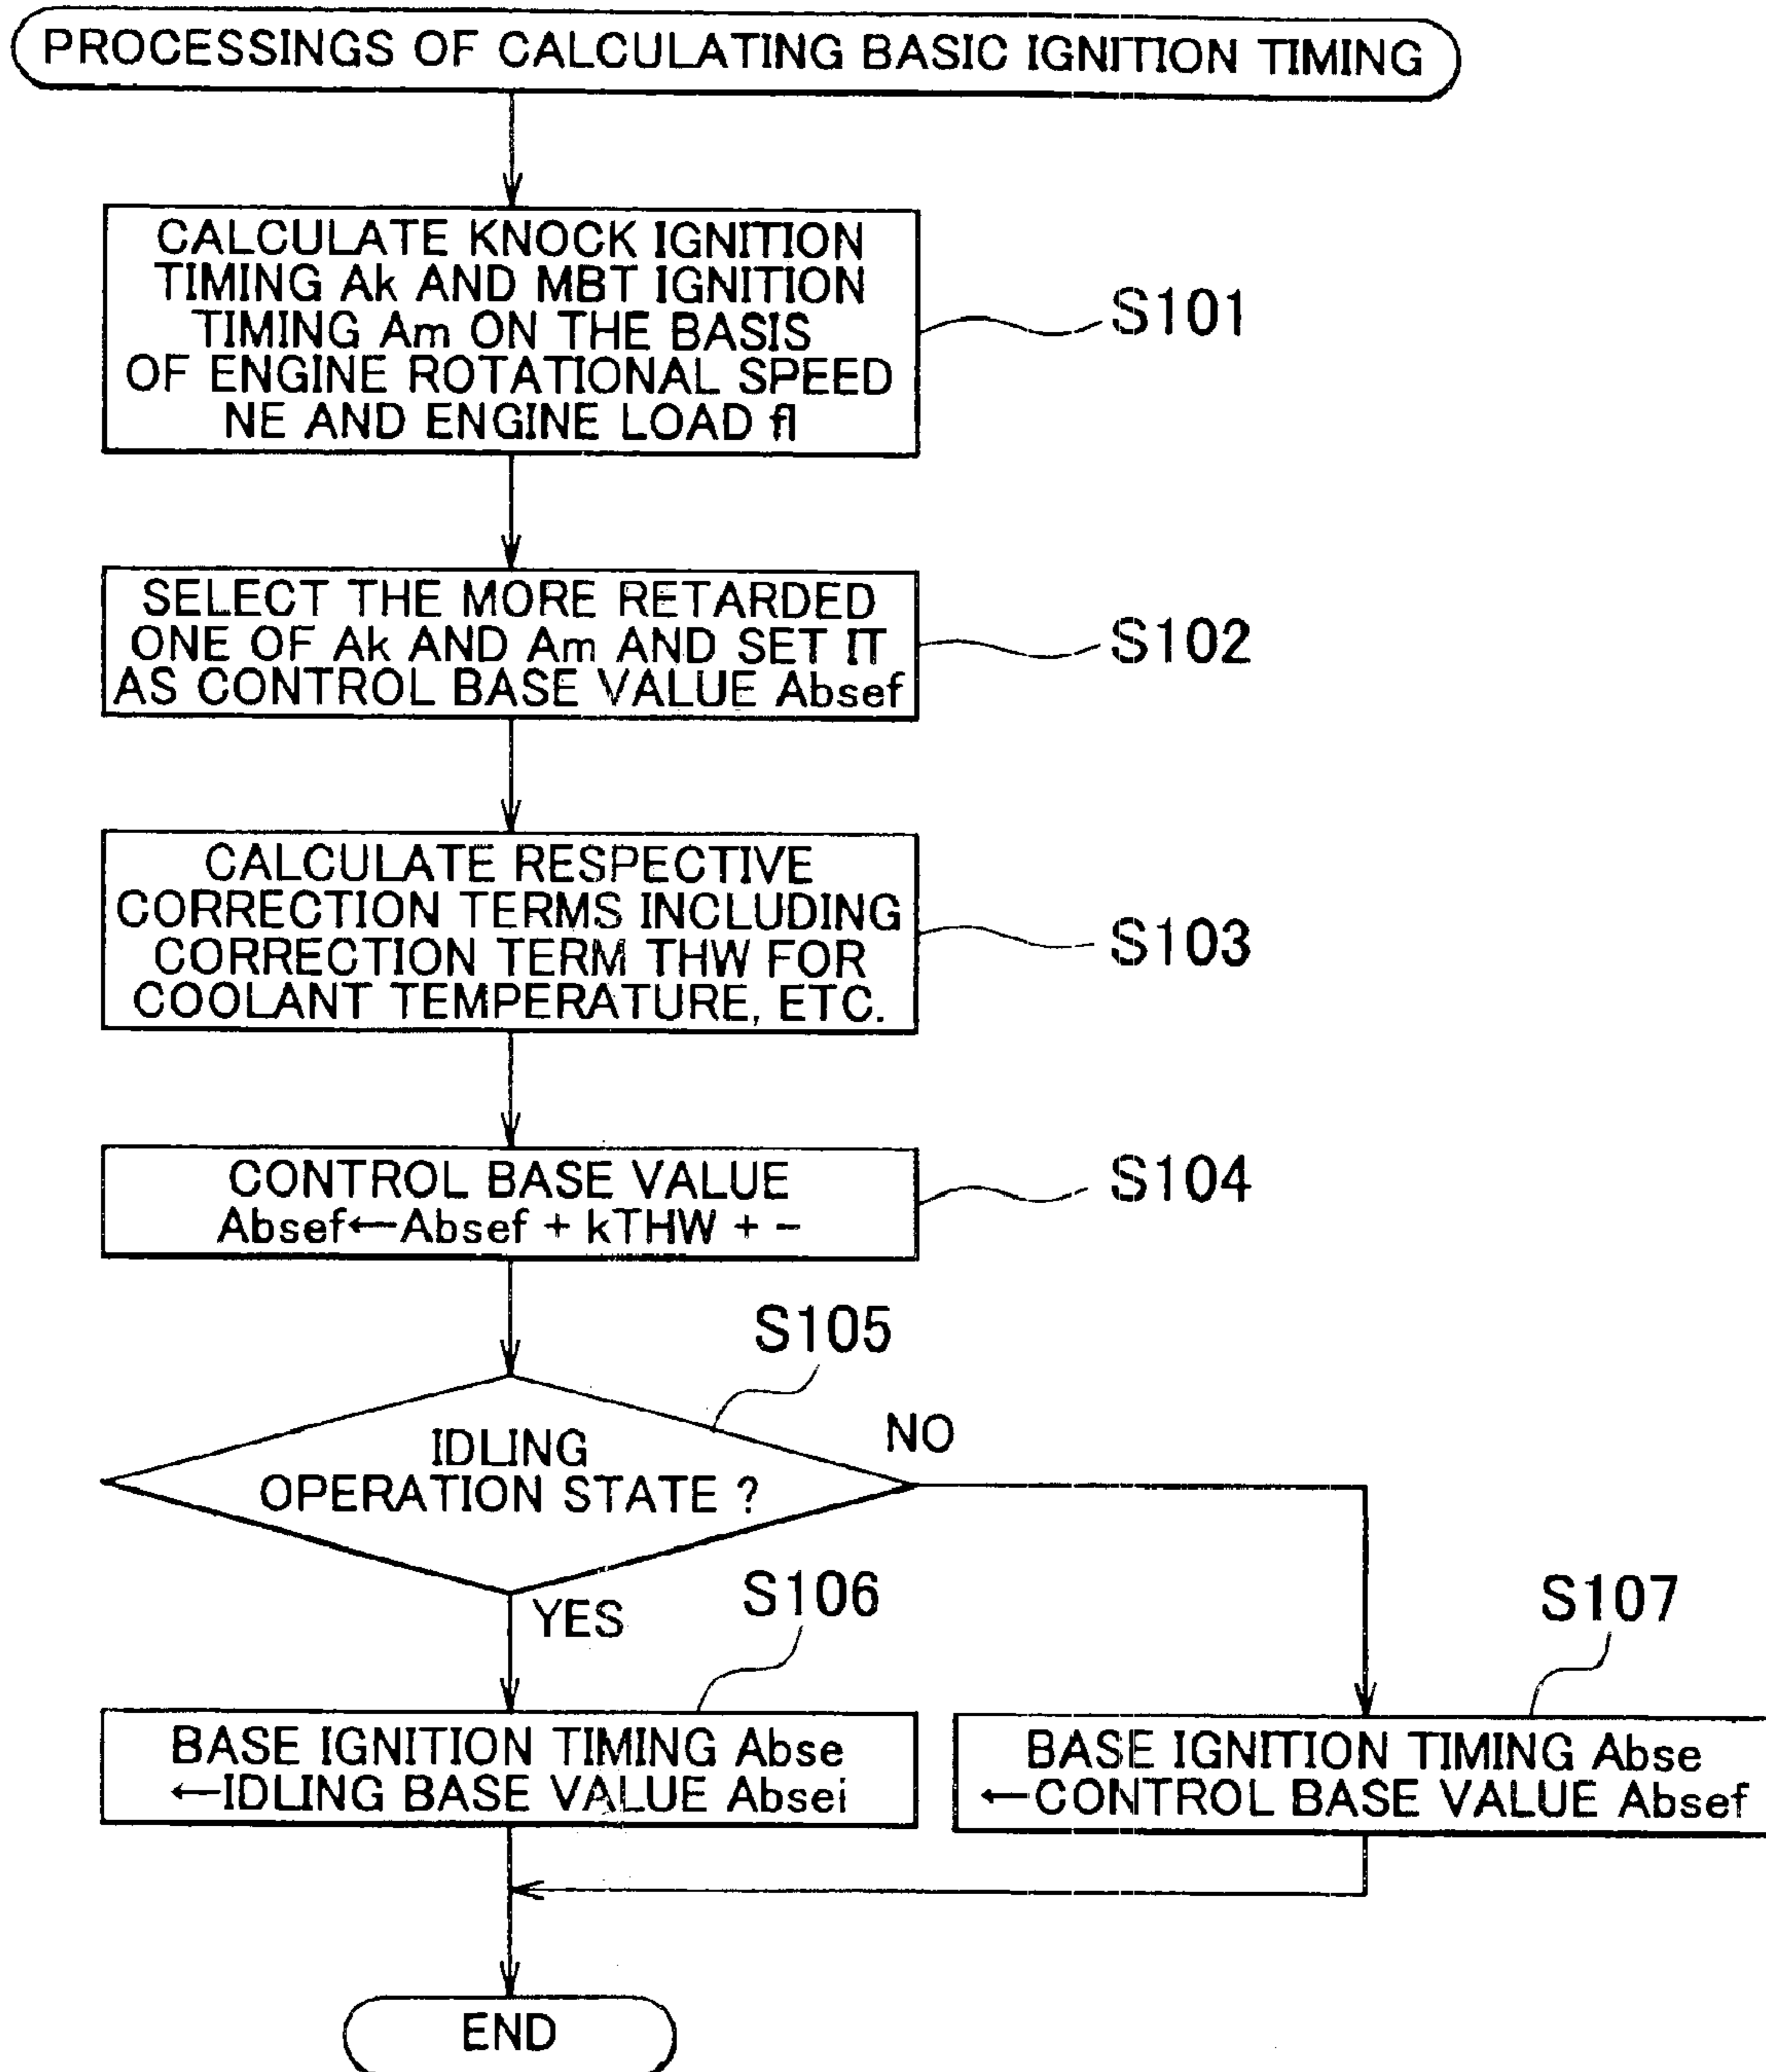 PROCESSINGS OF CALCULATING BASIC IGNITION TIMING
CALCULATE KNOCK IGNITION
TIMING Ak AND MBT IGNITION
TIMING Am ON THE BASIS
OF ENGINE ROTATIONAL SPEED
NE AND ENGINE LOAD fl
S101
SELECT THE MORE RETARDED
ONE OF Ak AND Am AND SET IT
AS CONTROL BASE VALUE Absef
S102
CALCULATE RESPECTIVE
CORRECTION TERMS INCLUDING
CORRECTION TERM THW FOR
COOLANT TEMPERATURE, ETC.
S103
CONTROL BASE VALUE
Absef←Absef + kTHW + -
S104
S105
IDLING
OPERATION STATE ?
NO
YES
S106
BASE IGNITION TIMING Abse
←IDLING BASE VALUE Absei
S107
BASE IGNITION TIMING Abse
←CONTROL BASE VALUE Absef
END